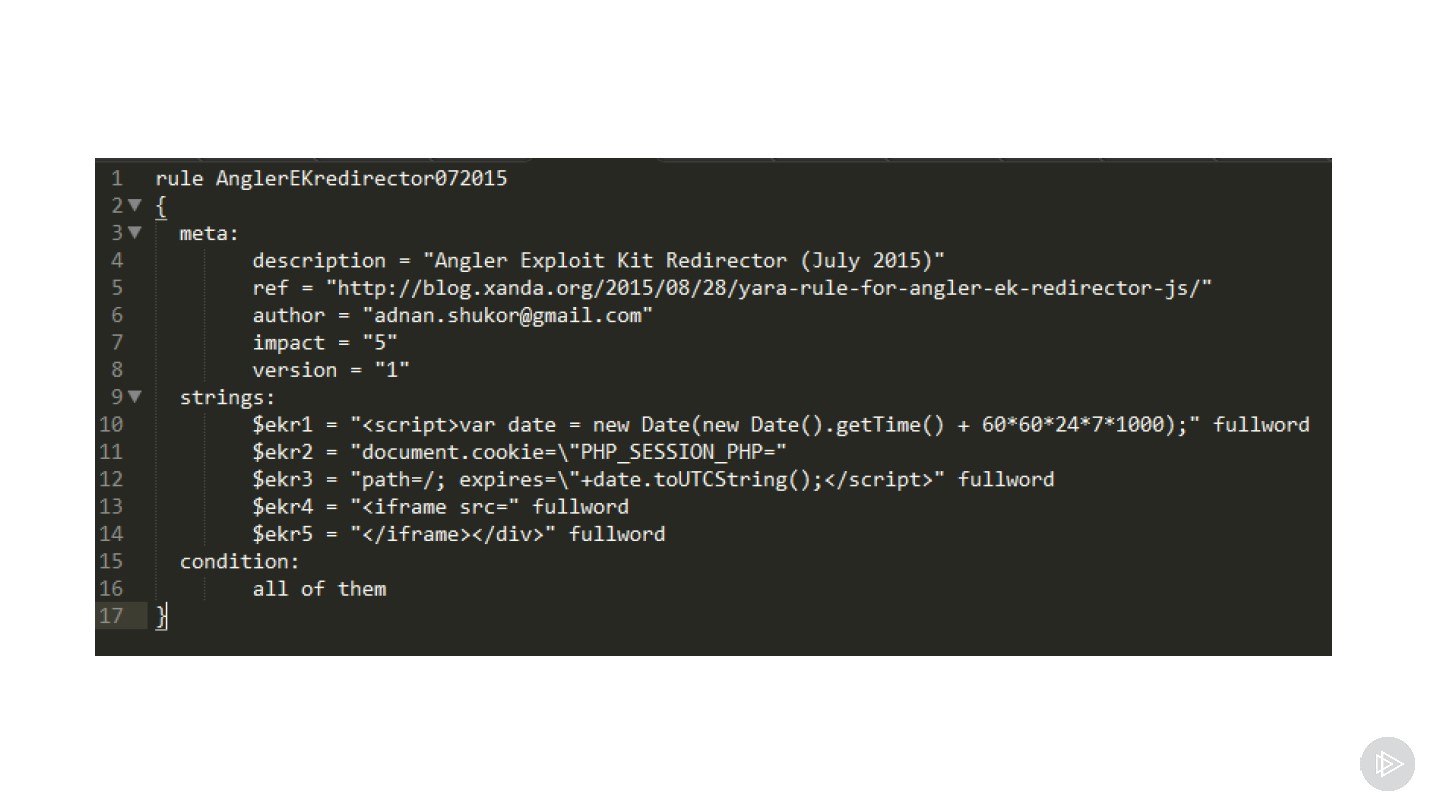 1 rule AnglerEKredirector072015
2 {
3 meta:
4 description = "Angler Exploit Kit Redirector (July 2015)"
5 ref = "http://blog.xanda.org/2015/08/28/yara-rule-for-angler-ek-redirector-js/"
6 author = "adnan.shukor@gmail.com"
7 impact = "5"
8 version = "1"
9 strings:
10 $ekr1 = "<script>var date = new Date(new Date().getTime() + 60*60*24*7*1000);" fullword
11 $ekr2 = "document.cookie=\"PHP_SESSION_PHP="
12 $ekr3 = "path=/; expires=\"+date.toUTCString();</script>" fullword
13 $ekr4 = "<iframe src=" fullword
14 $ekr5 = "</iframe></div>" fullword
15 condition:
16 all of them
17 }